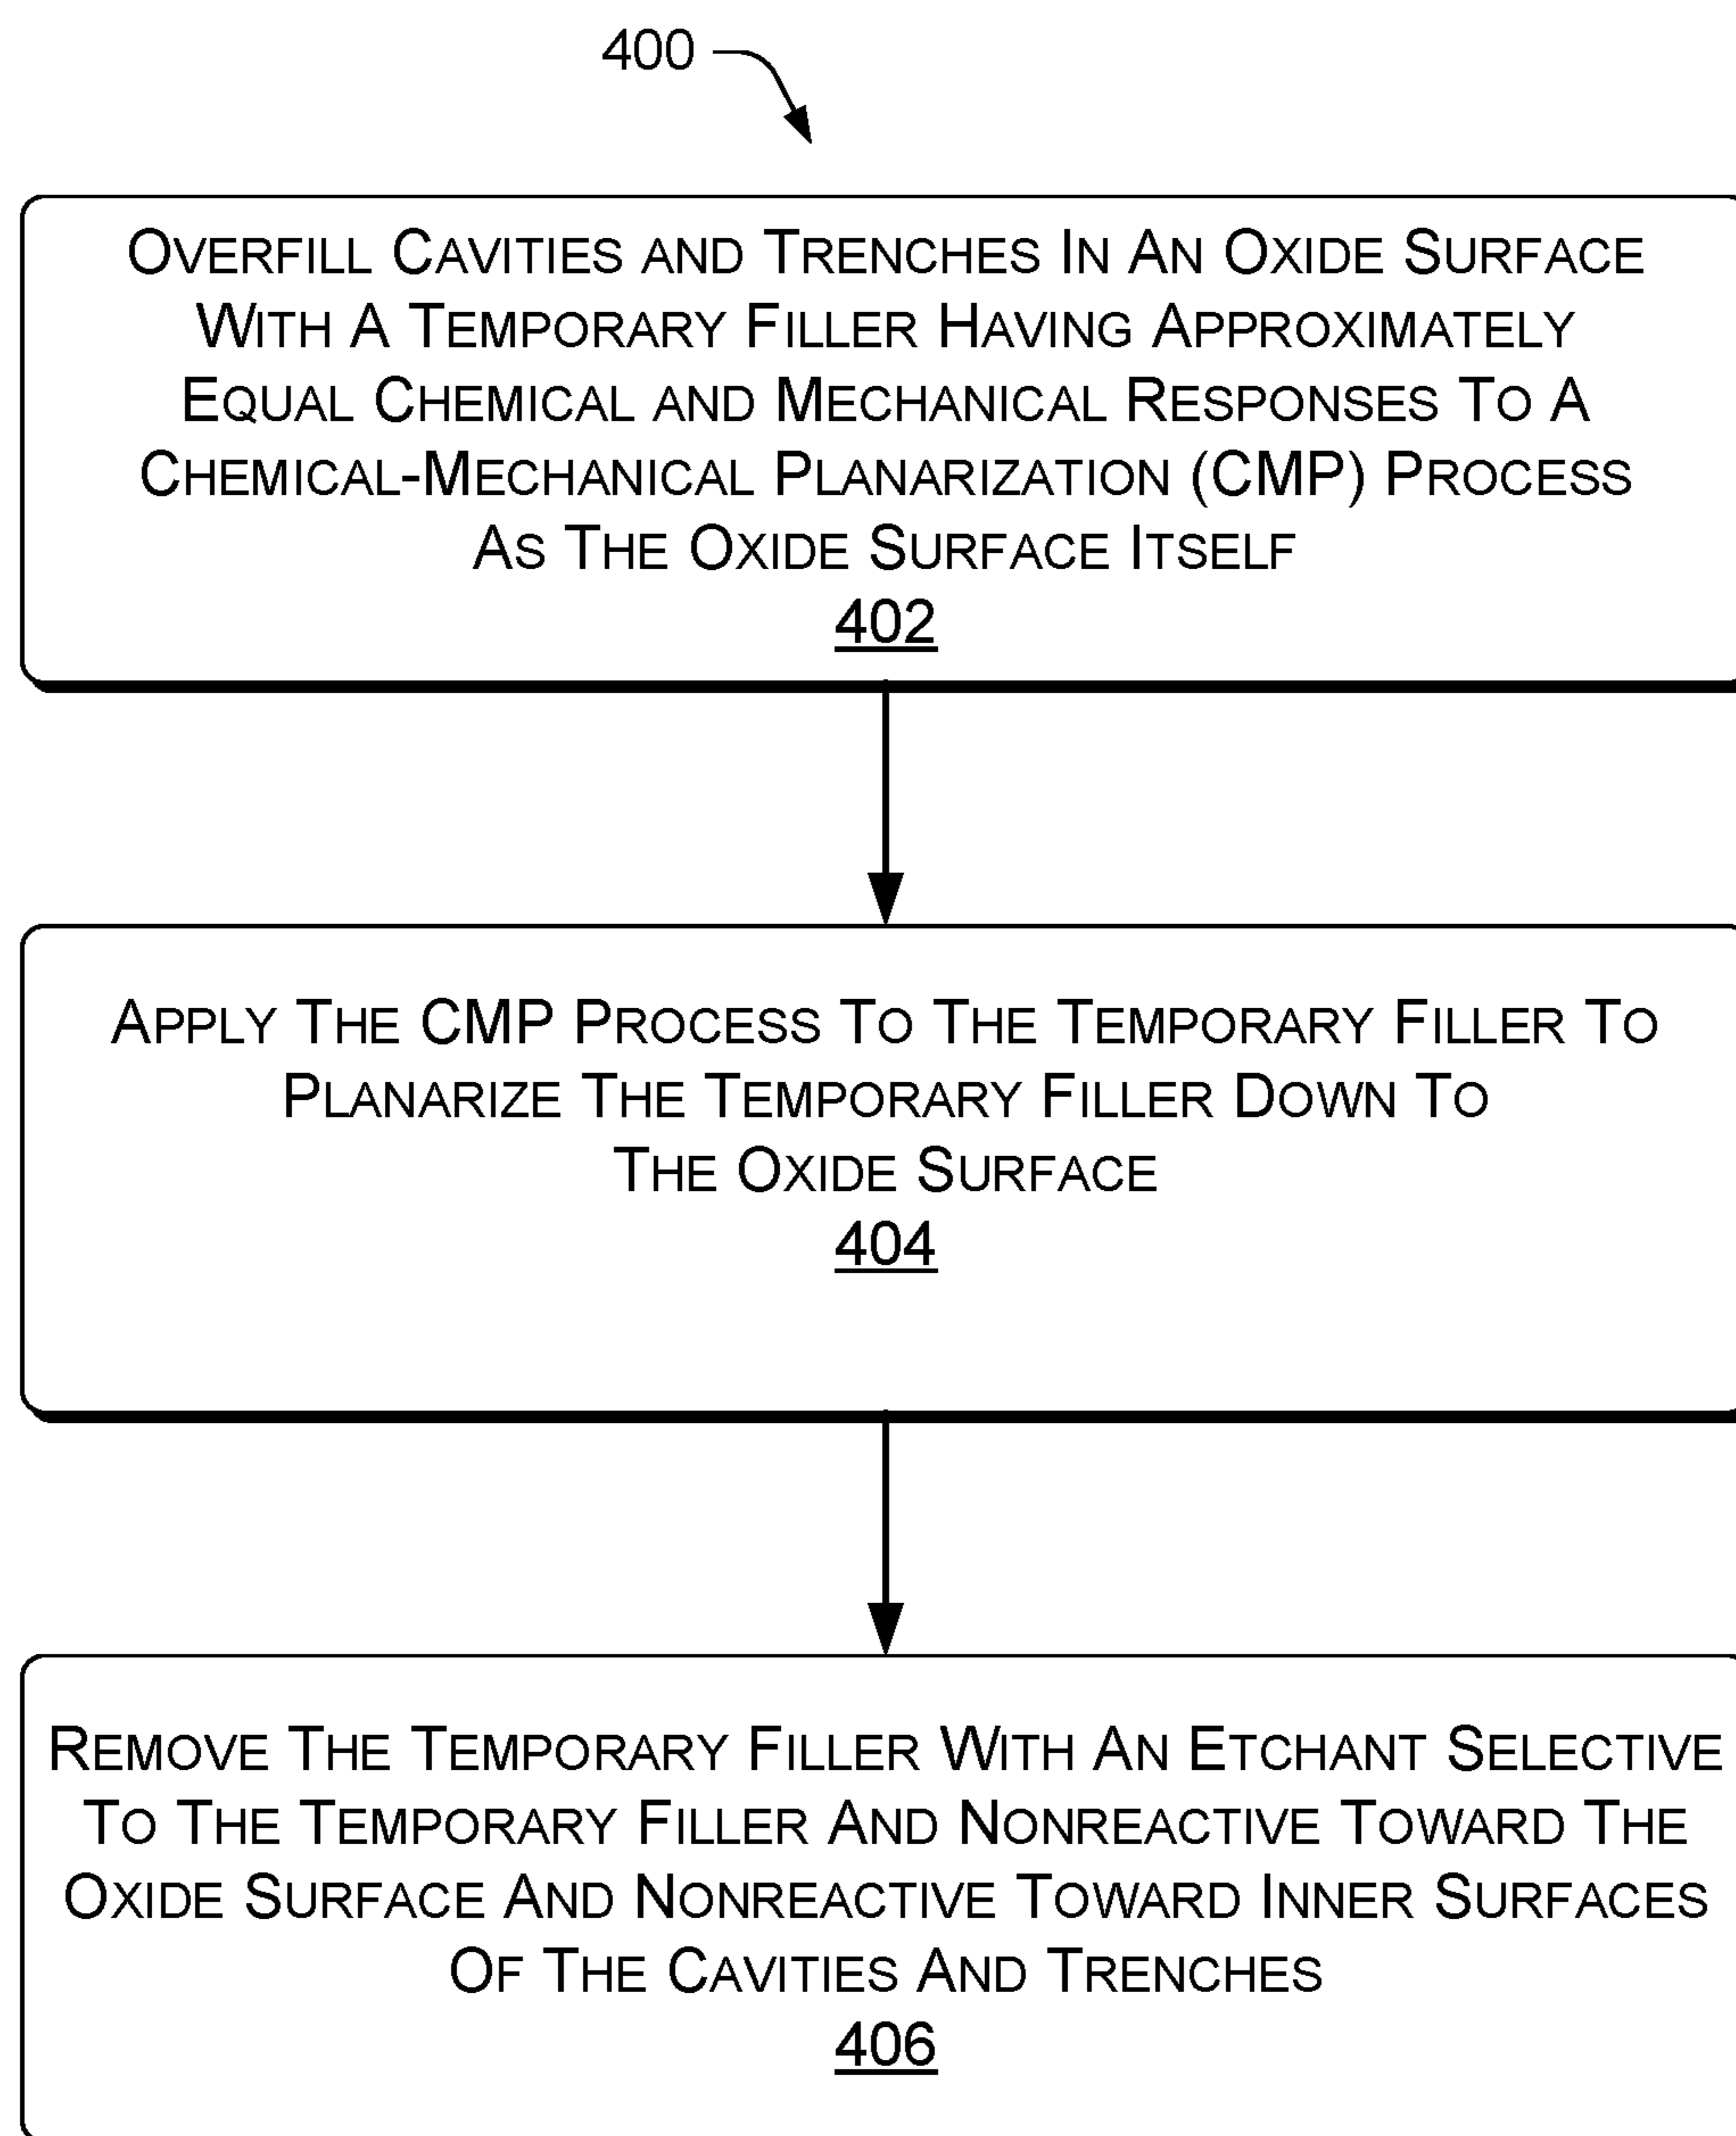 400
OVERFILL CAVITIES AND TRENCHES IN AN OXIDE SURFACE
WITH A TEMPORARY FILLER HAVING APPROXIMATELY
EQUAL CHEMICAL AND MECHANICAL RESPONSES TO A
CHEMICAL-MECHANICAL PLANARIZATION (CMP) PROCESS
AS THE OXIDE SURFACE ITSELF
402
APPLY THE CMP PROCESS TO THE TEMPORARY FILLER TO
PLANARIZE THE TEMPORARY FILLER DOWN TO
THE OXIDE SURFACE
404
REMOVE THE TEMPORARY FILLER WITH AN ETCHANT SELECTIVE
TO THE TEMPORARY FILLER AND NONREACTIVE TOWARD THE
OXIDE SURFACE AND NONREACTIVE TOWARD INNER SURFACES
OF THE CAVITIES AND TRENCHES
406